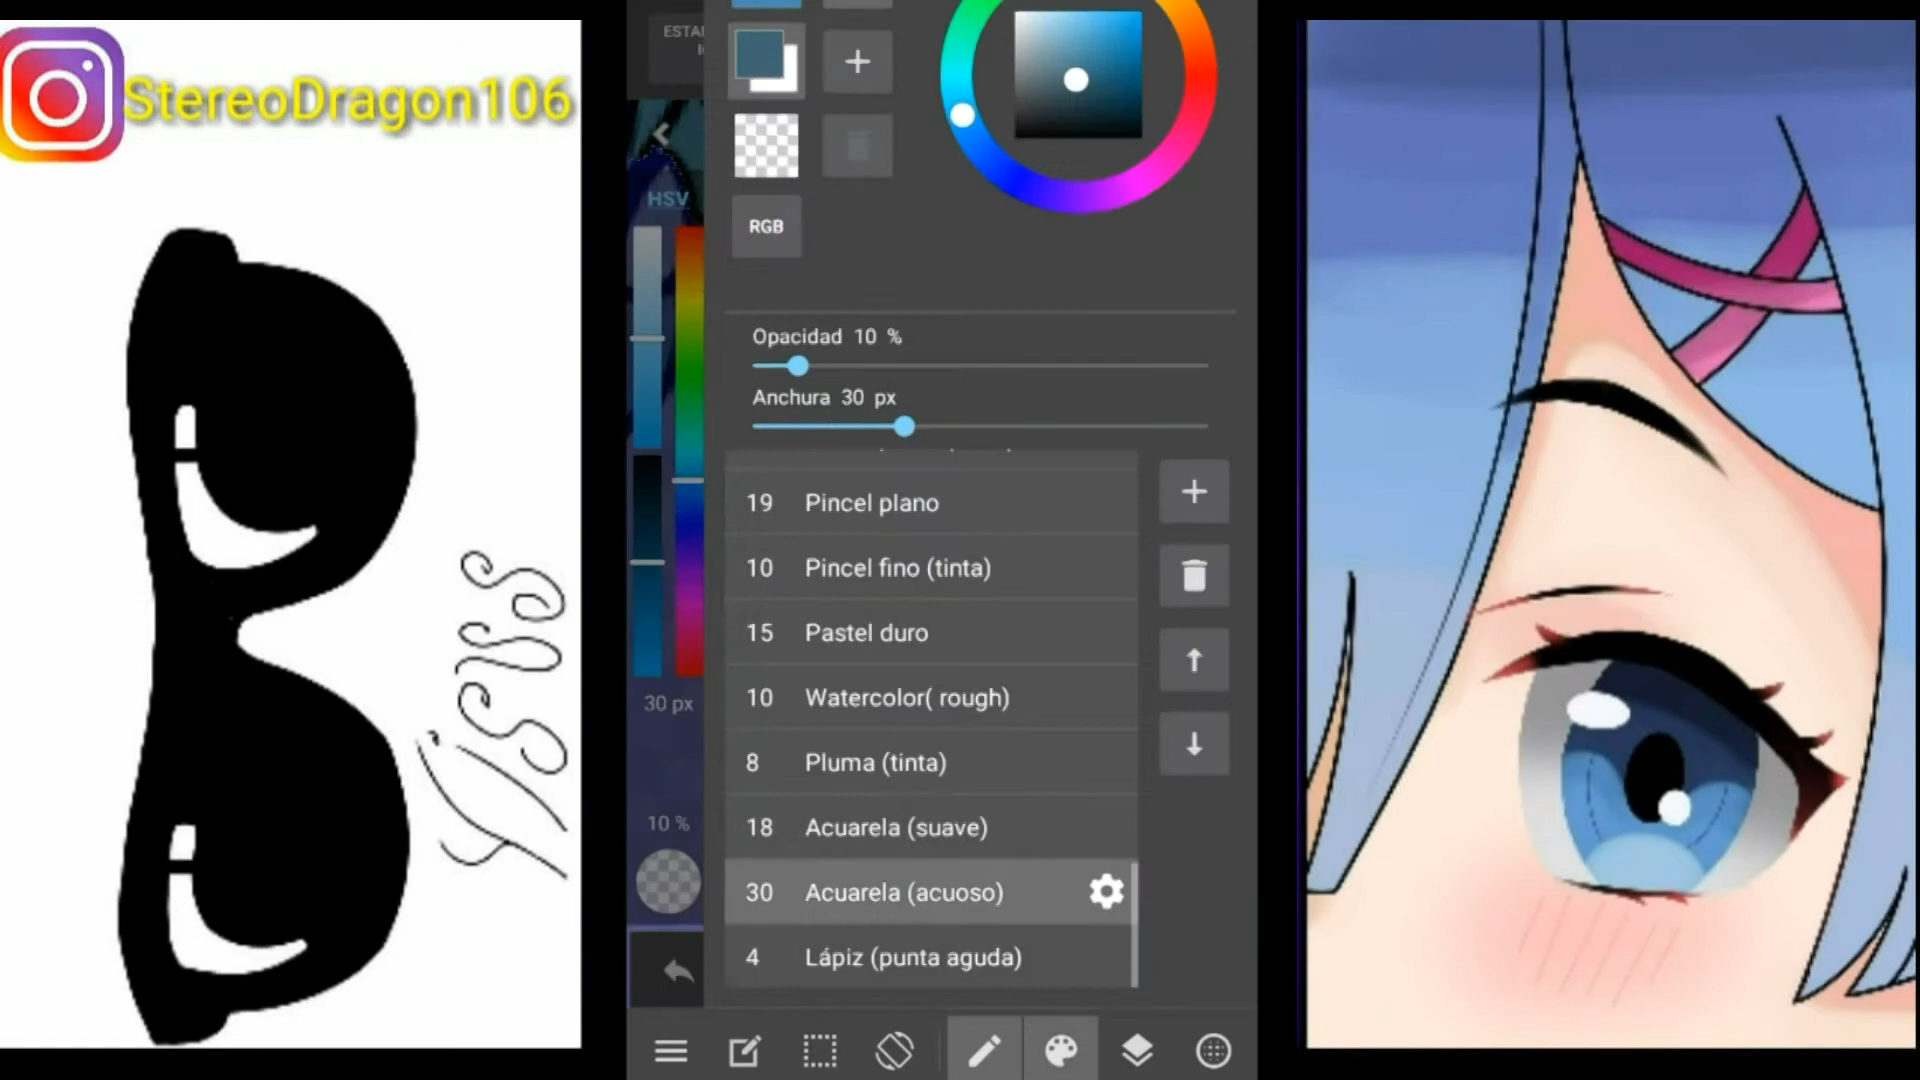 StereoDragon106
HSV
30 px
10 %
RGB
Opacidad 10 %
Anchura 30 px
19 Pincel plano
10 Pincel fino (tinta)
15 Pastel duro
10 Watercolor( rough)
8 Pluma (tinta)
18 Acuarela (suave)
30 Acuarela (acuoso)
4 Lápiz (punta aguda)